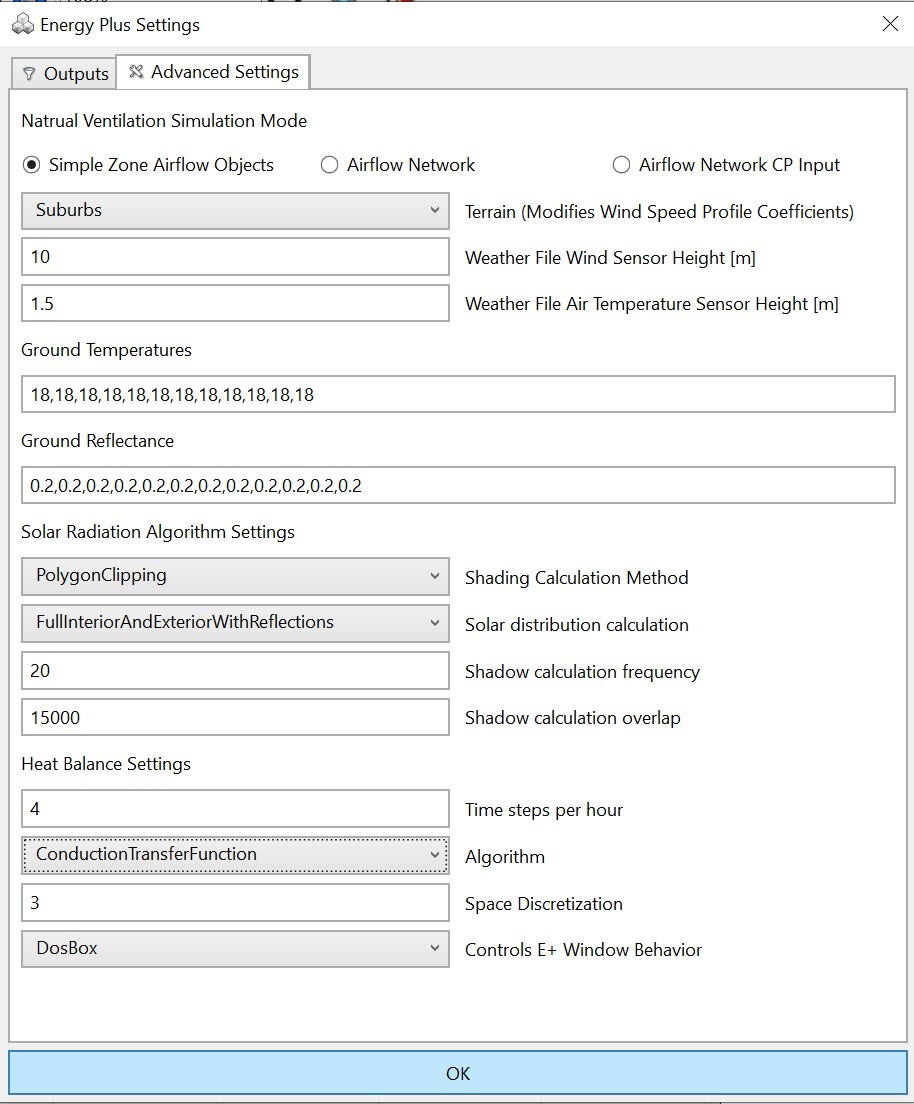 Energy Plus Settings
Outputs
Advanced Settings
Natrual Ventilation Simulation Mode
Simple Zone Airflow Objects Airflow Network Airflow Network CP Input
Suburbs Terrain (Modifies Wind Speed Profile Coefficients)
10 Weather File Wind Sensor Height [m]
1.5 Weather File Air Temperature Sensor Height [m]
Ground Temperatures
18,18,18,18,18,18,18,18,18,18,18,18
Ground Reflectance
0.2,0.2,0.2,0.2,0.2,0.2,0.2,0.2,0.2,0.2,0.2,0.2
Solar Radiation Algorithm Settings
PolygonClipping Shading Calculation Method
FullInteriorAndExteriorWithReflections Solar distribution calculation
20 Shadow calculation frequency
15000 Shadow calculation overlap
Heat Balance Settings
4 Time steps per hour
ConductionTransferFunction Algorithm
3 Space Discretization
DosBox Controls E+ Window Behavior
OK